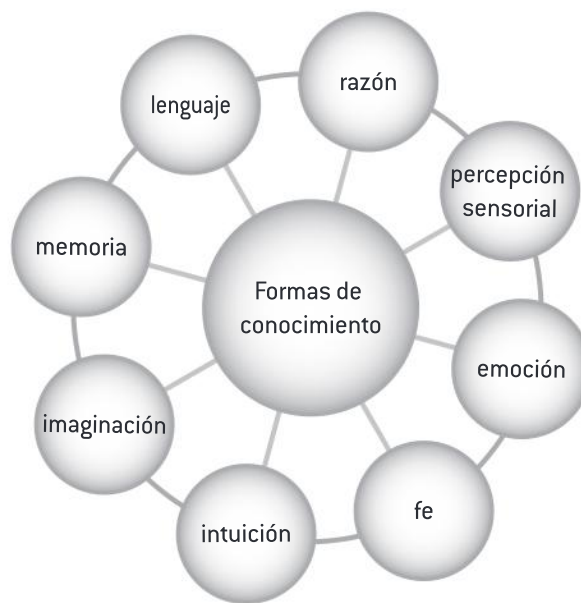 lenguaje
razón
percepción
sensorial
memoria
Formas de
conocimiento
emoción
imaginación
intuición
fe